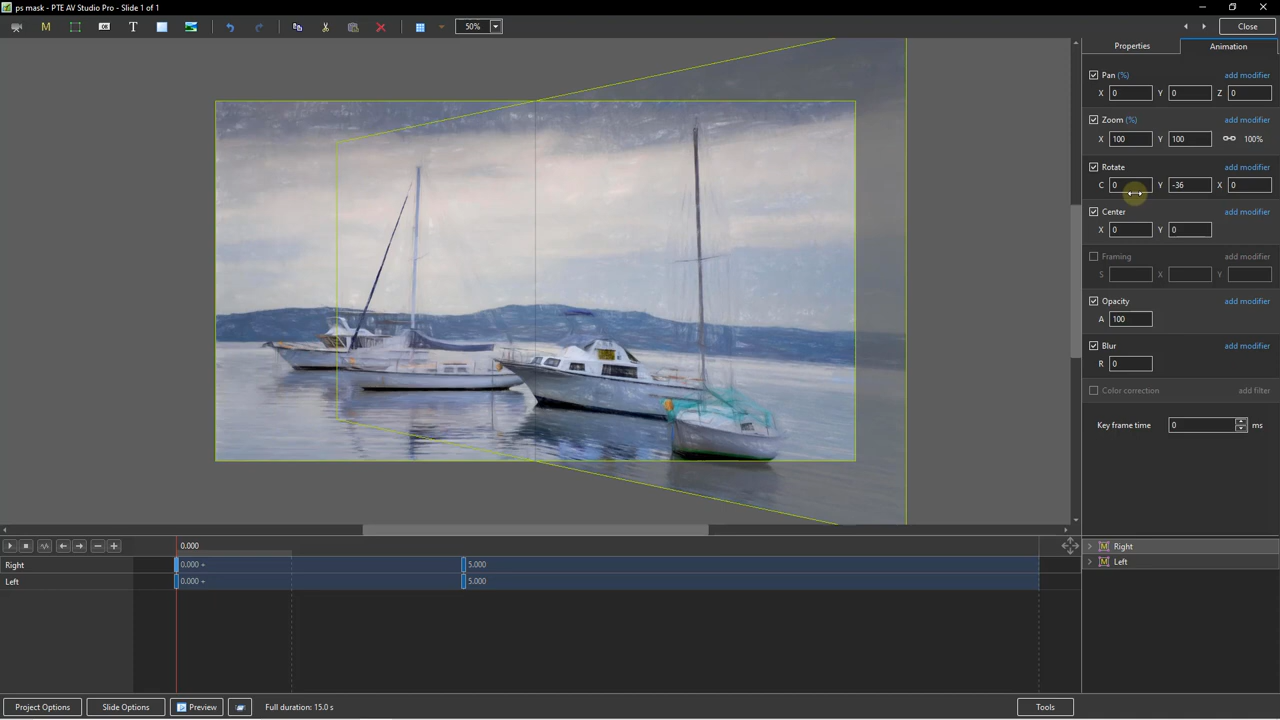 ps mask - PTE AV Studio Pro - Slide 1 of 1
M OK T 50% Close
Properties Animation
Pan (%) add modifier
X 0 Y 0 Z 0
Zoom (%) add modifier
X 100 Y 100 100%
Rotate add modifier
C 0 Y -36 X 0
Center add modifier
X 0 Y 0
Framing add modifier
S X Y
Opacity add modifier
A 100
Blur add modifier
R 0
Color correction add filter
Key frame time 0 ms
0.000
Right 0.000 + 5.000
Left 0.000 + 5.000
M Right
M Left
Project Options Slide Options Preview Full duration: 15.0 s Tools